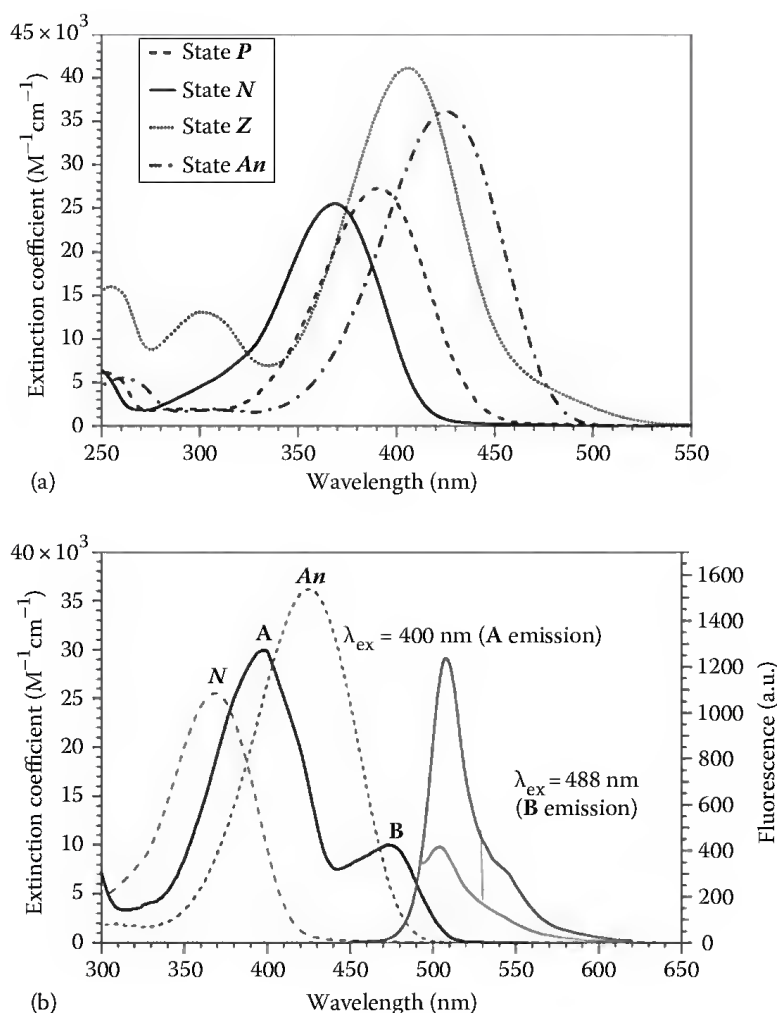 45 × 10³
40
35
30
25
20
15
10
5
0
Extinction coefficient (M⁻¹cm⁻¹)
State P
State N
State Z
State An
250
300
350
400
450
500
550
(a)
Wavelength (nm)
40 × 10³
35
30
25
20
15
10
5
0
Extinction coefficient (M⁻¹cm⁻¹)
An
A
N
B
λex = 400 nm (A emission)
λex = 488 nm
(B emission)
1600
1400
1200
1000
800
600
400
200
0
Fluorescence (a.u.)
300
350
400
450
500
550
600
650
(b)
Wavelength (nm)